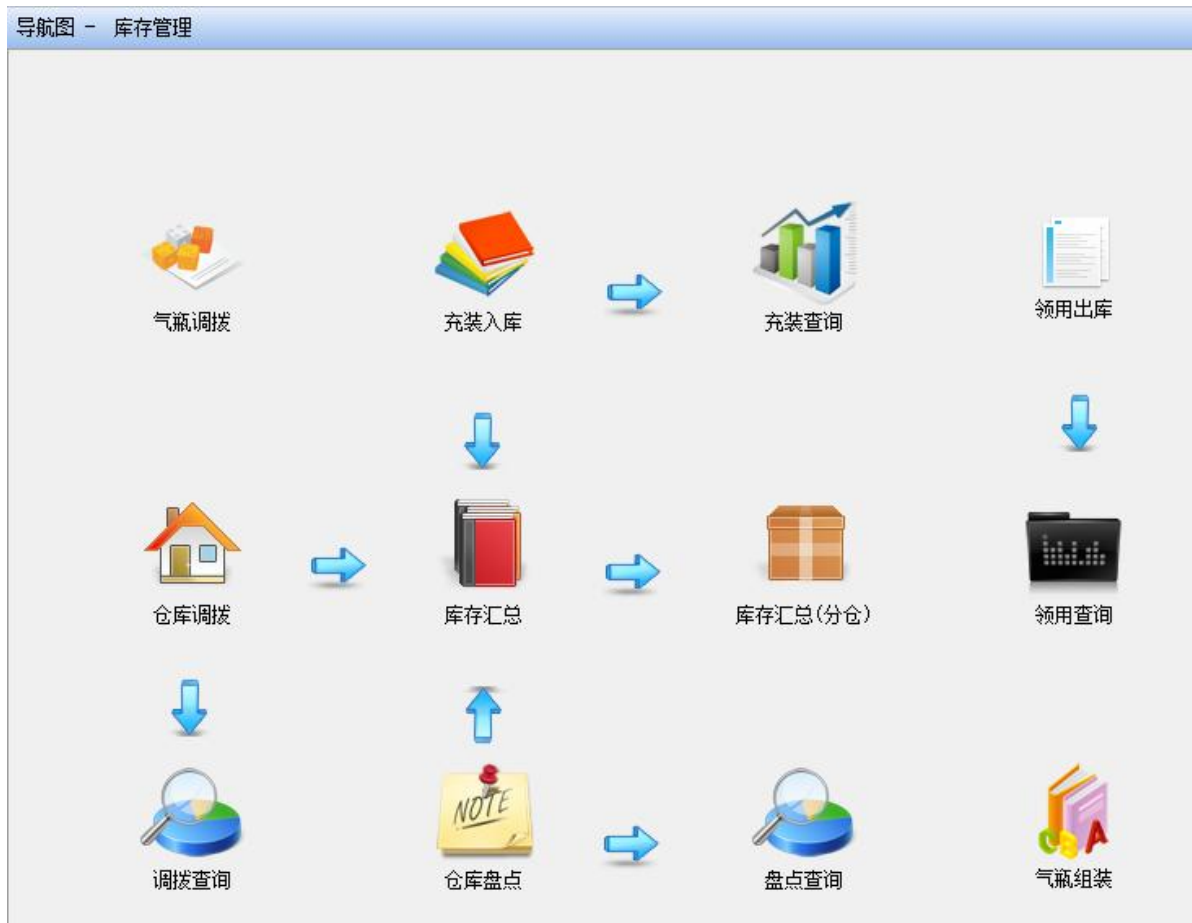 导航图 - 库存管理
气瓶调拨
充装入库
充装查询
领用出库
仓库调拨
库存汇总
库存汇总(分仓)
领用查询
NOTE
调拨查询
仓库盘点
盘点查询
CBA
气瓶组装